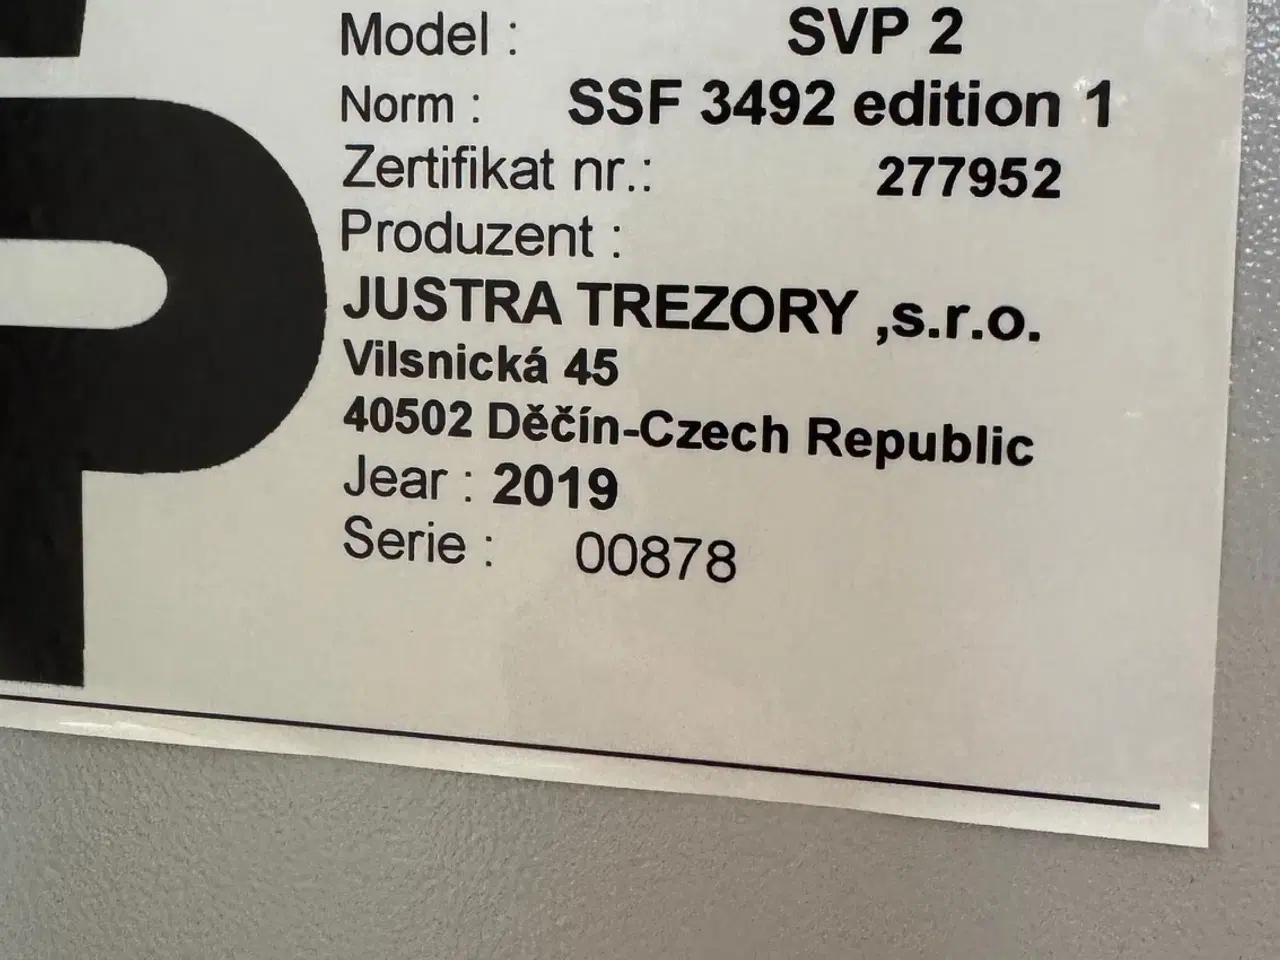 Model : SVP 2
Norm : SSF 3492 edition 1
Zertifikat nr.: 277952
Produzent :
JUSTRA TREZORY ,s.r.o.
Vilsnická 45
40502 Děčín-Czech Republic
Jear : 2019
Serie : 00878